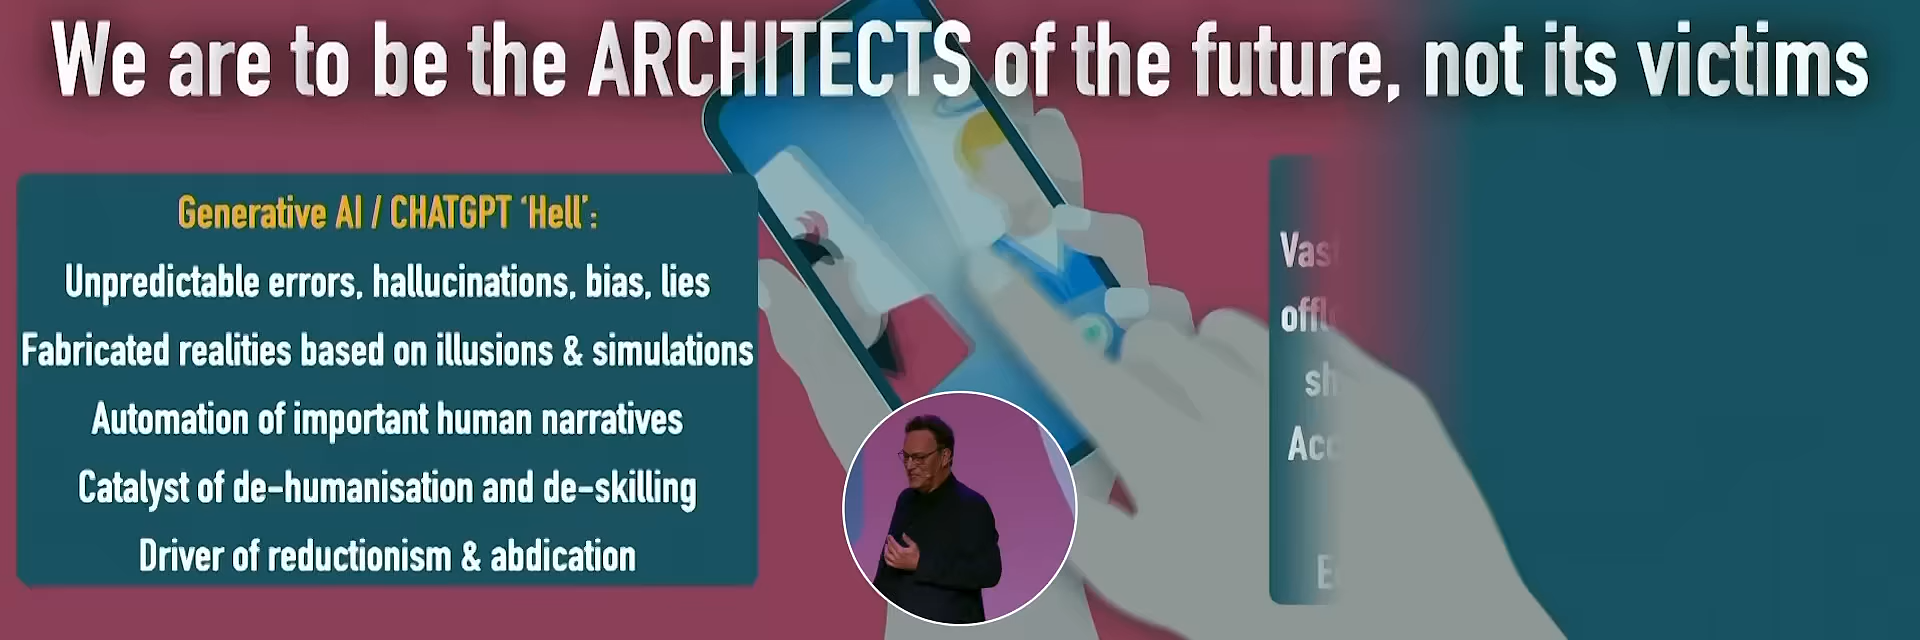 We are to be the ARCHITECTS of the future, not its victims
Generative AI / CHATGPT ‘Hell’:
Unpredictable errors, hallucinations, bias, lies
Fabricated realities based on illusions & simulations
Automation of important human narratives
Catalyst of de-humanisation and de-skilling
Driver of reductionism & abdication